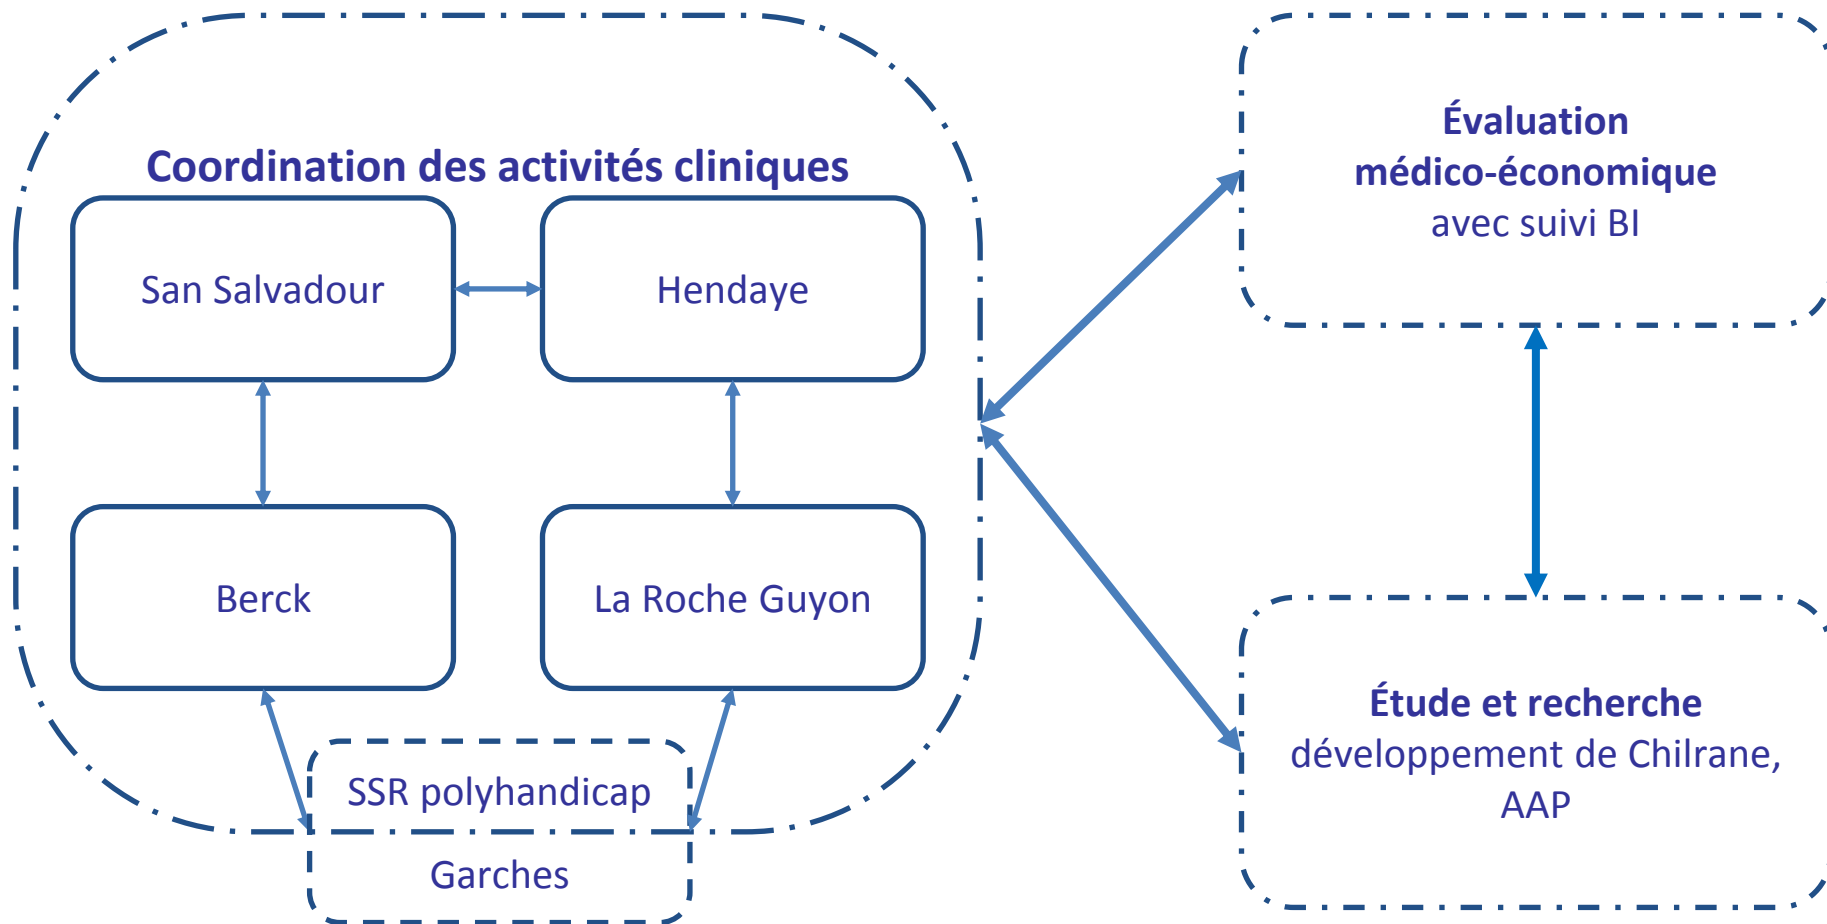 Coordination des activités cliniques
San Salvadour
Hendaye
Berck
La Roche Guyon
SSR polyhandicap
Garches
Évaluation
médico-économique
avec suivi BI
Étude et recherche
développement de Chilrane,
AAP